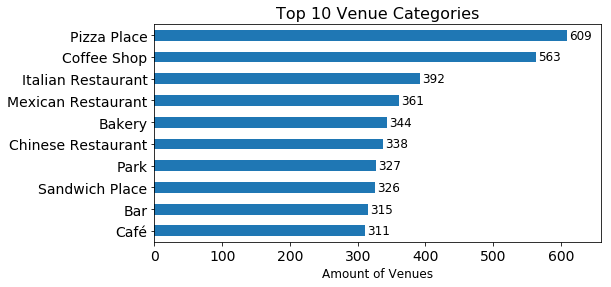 Top 10 Venue Categories
Pizza Place 609
Coffee Shop 563
Italian Restaurant 392
Mexican Restaurant 361
Bakery 344
Chinese Restaurant 338
Park 327
Sandwich Place 326
Bar 315
Café 311
0 100 200 300 400 500 600
Amount of Venues